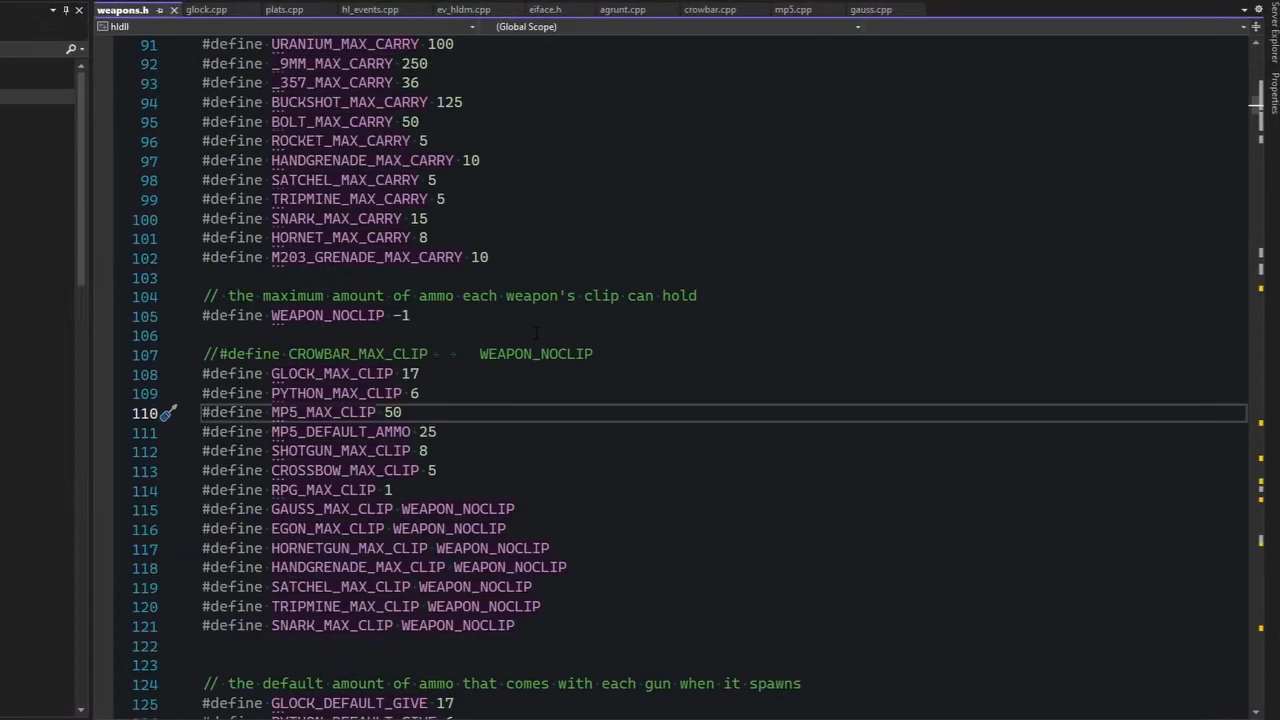 weapons.h glock.cpp plats.cpp hl_events.cpp ev_hldm.cpp eiface.h agrunt.cpp crowbar.cpp mp5.cpp gauss.cpp
hldll (Global Scope)
Server Explorer
Properties
91 #define URANIUM_MAX_CARRY 100
92 #define _9MM_MAX_CARRY 250
93 #define _357_MAX_CARRY 36
94 #define BUCKSHOT_MAX_CARRY 125
95 #define BOLT_MAX_CARRY 50
96 #define ROCKET_MAX_CARRY 5
97 #define HANDGRENADE_MAX_CARRY 10
98 #define SATCHEL_MAX_CARRY 5
99 #define TRIPMINE_MAX_CARRY 5
100 #define SNARK_MAX_CARRY 15
101 #define HORNET_MAX_CARRY 8
102 #define M203_GRENADE_MAX_CARRY 10
103
104 // the maximum amount of ammo each weapon's clip can hold
105 #define WEAPON_NOCLIP -1
106
107 //#define CROWBAR_MAX_CLIP WEAPON_NOCLIP
108 #define GLOCK_MAX_CLIP 17
109 #define PYTHON_MAX_CLIP 6
110 #define MP5_MAX_CLIP 50
111 #define MP5_DEFAULT_AMMO 25
112 #define SHOTGUN_MAX_CLIP 8
113 #define CROSSBOW_MAX_CLIP 5
114 #define RPG_MAX_CLIP 1
115 #define GAUSS_MAX_CLIP WEAPON_NOCLIP
116 #define EGON_MAX_CLIP WEAPON_NOCLIP
117 #define HORNETGUN_MAX_CLIP WEAPON_NOCLIP
118 #define HANDGRENADE_MAX_CLIP WEAPON_NOCLIP
119 #define SATCHEL_MAX_CLIP WEAPON_NOCLIP
120 #define TRIPMINE_MAX_CLIP WEAPON_NOCLIP
121 #define SNARK_MAX_CLIP WEAPON_NOCLIP
122
123
124 // the default amount of ammo that comes with each gun when it spawns
125 #define GLOCK_DEFAULT_GIVE 17